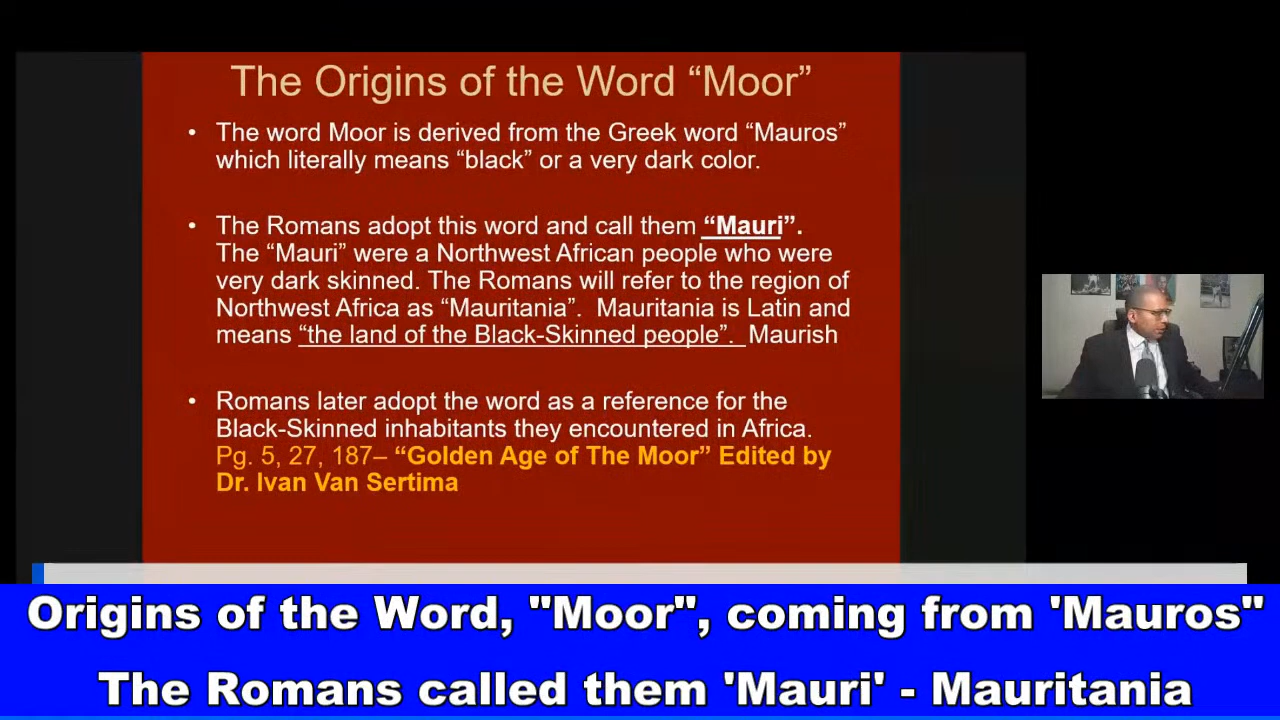 The Origins of the Word “Moor”
• The word Moor is derived from the Greek word “Mauros”
which literally means “black” or a very dark color.
• The Romans adopt this word and call them “Mauri”.
The “Mauri” were a Northwest African people who were
very dark skinned. The Romans will refer to the region of
Northwest Africa as “Mauritania”. Mauritania is Latin and
means “the land of the Black-Skinned people”. Maurish
• Romans later adopt the word as a reference for the
Black-Skinned inhabitants they encountered in Africa.
Pg. 5, 27, 187– “Golden Age of The Moor” Edited by
Dr. Ivan Van Sertima
Origins of the Word, "Moor", coming from 'Mauros"
The Romans called them 'Mauri' - Mauritania